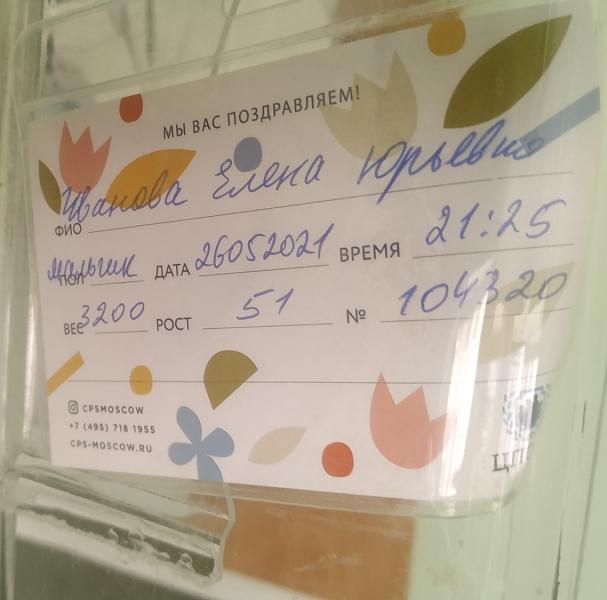 МЫ ВАС ПОЗДРАВЛЯЕМ!
ФИО Иванова Елена Юрьевна
ПОЛ мальчик ДАТА 26052021 ВРЕМЯ 21:25
ВЕС 3200 РОСТ 51 № 104320
CPSMOSCOW
+7 (495) 718 1955
CPS-MOSCOW.RU